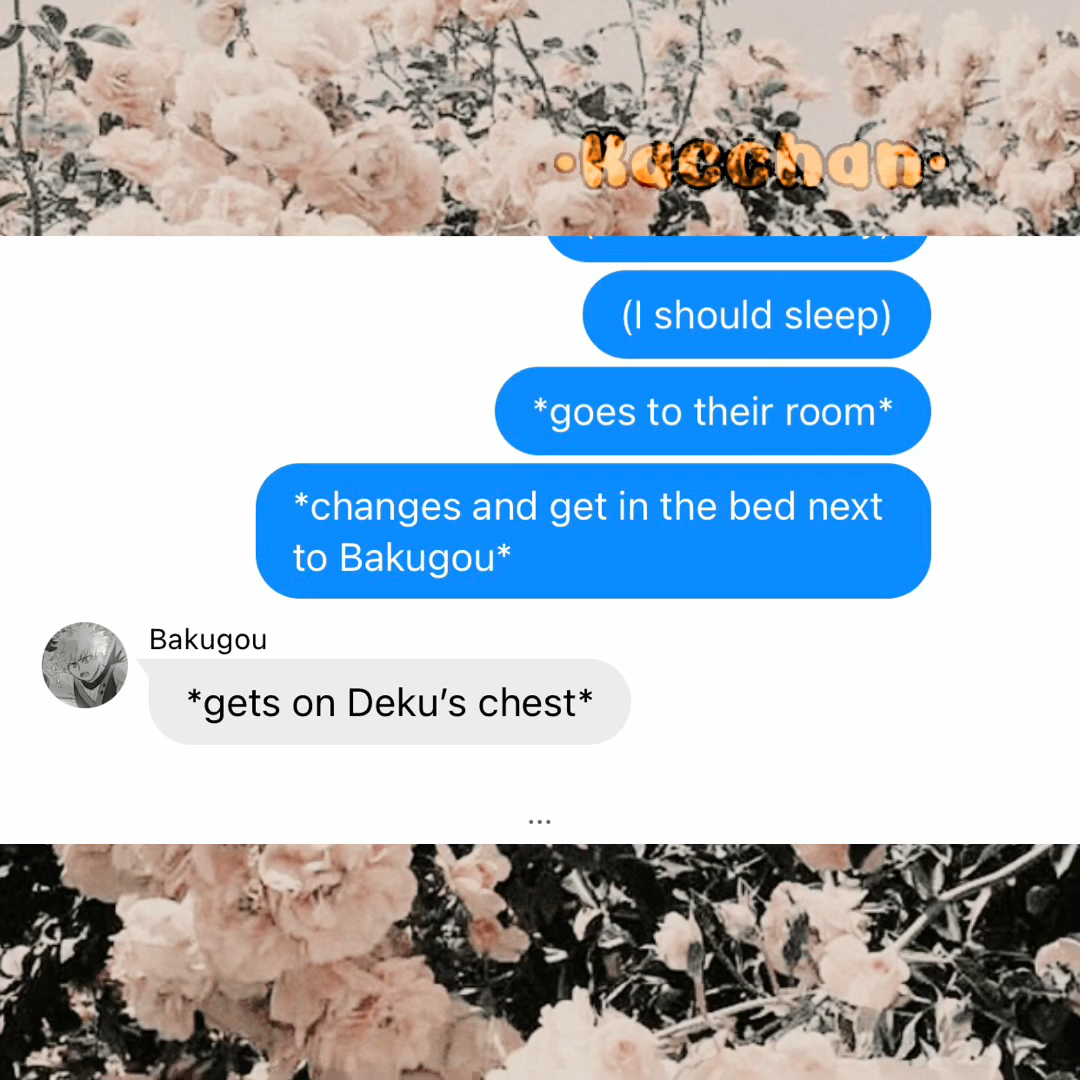 ·Kacchan·
(I should sleep)
*goes to their room*
*changes and get in the bed next
to Bakugou*
Bakugou
*gets on Deku’s chest*
...